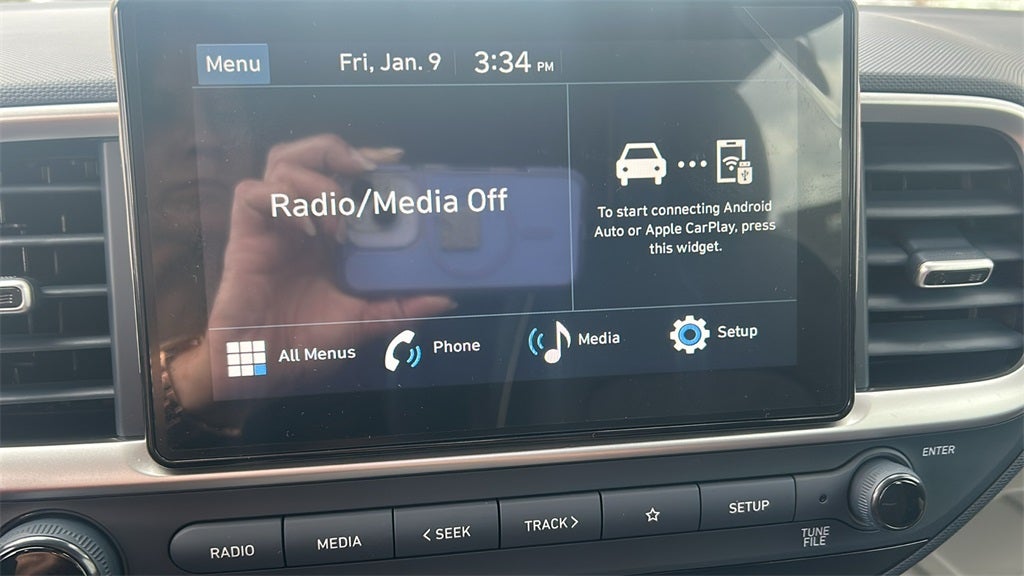 Menu
Fri, Jan. 9
3:34 PM
Radio/Media Off
To start connecting Android
Auto or Apple CarPlay, press
this widget.
All Menus
Phone
Media
Setup
RADIO
MEDIA
< SEEK
TRACK >
☆
SETUP
ENTER
TUNE
FILE